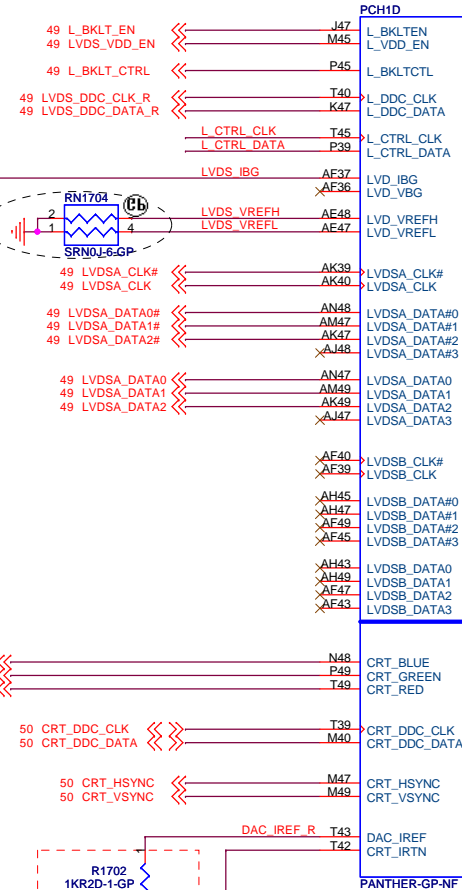 PCH1D
49 L_BKLT_EN J47 L_BKLTEN
49 LVDS_VDD_EN M45 L_VDD_EN
49 L_BKLT_CTRL P45 L_BKLTCTL
49 LVDS_DDC_CLK_R T40 L_DDC_CLK
49 LVDS_DDC_DATA_R K47 L_DDC_DATA
L_CTRL_CLK T45 L_CTRL_CLK
L_CTRL_DATA P39 L_CTRL_DATA
LVDS_IBG AF37 LVD_IBG
AF36 LVD_VBG
RN1704
2 LVDS_VREFH AE48 LVD_VREFH
1 4 LVDS_VREFL AE47 LVD_VREFL
SRN0J-6-GP
49 LVDSA_CLK# AK39 LVDSA_CLK#
49 LVDSA_CLK AK40 LVDSA_CLK
49 LVDSA_DATA0# AN48 LVDSA_DATA#0
49 LVDSA_DATA1# AM47 LVDSA_DATA#1
49 LVDSA_DATA2# AK47 LVDSA_DATA#2
AJ48 LVDSA_DATA#3
49 LVDSA_DATA0 AN47 LVDSA_DATA0
49 LVDSA_DATA1 AM49 LVDSA_DATA1
49 LVDSA_DATA2 AK49 LVDSA_DATA2
AJ47 LVDSA_DATA3
AF40 LVDSB_CLK#
AF39 LVDSB_CLK
AH45 LVDSB_DATA#0
AH47 LVDSB_DATA#1
AF49 LVDSB_DATA#2
AF45 LVDSB_DATA#3
AH43 LVDSB_DATA0
AH49 LVDSB_DATA1
AF47 LVDSB_DATA2
AF43 LVDSB_DATA3
N48 CRT_BLUE
P49 CRT_GREEN
T49 CRT_RED
50 CRT_DDC_CLK T39 CRT_DDC_CLK
50 CRT_DDC_DATA M40 CRT_DDC_DATA
50 CRT_HSYNC M47 CRT_HSYNC
50 CRT_VSYNC M49 CRT_VSYNC
DAC_IREF_R T43 DAC_IREF
T42 CRT_IRTN
1
R1702
1KR2D-1-GP
PANTHER-GP-NF